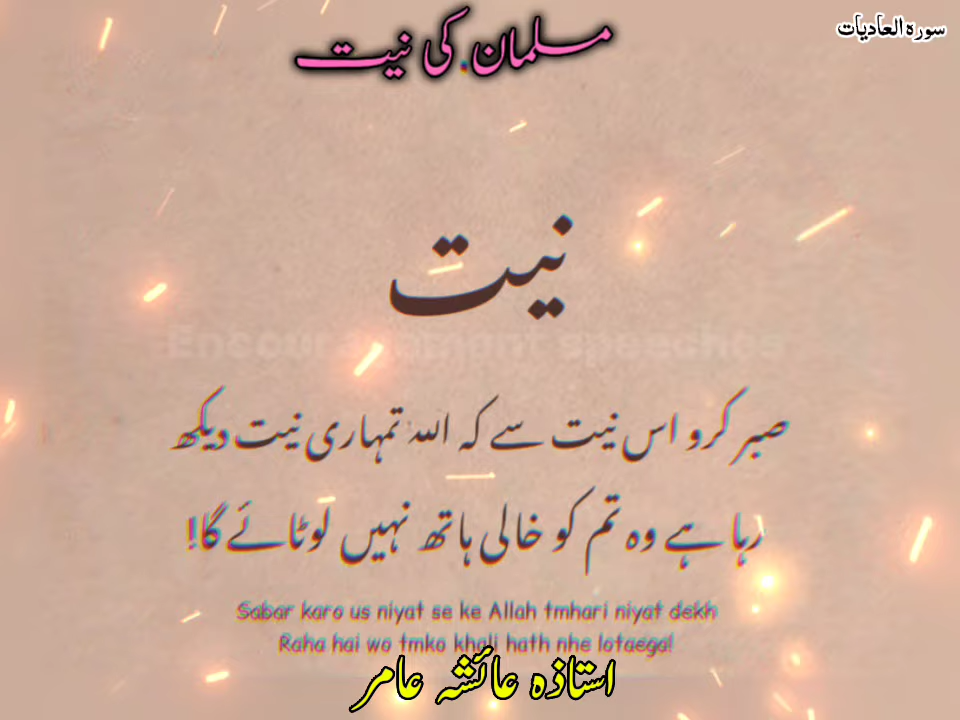 سورۃ العادیات
مسلمان کی نیت
نیت
Encouragement speeches
صبر کرو اس نیت سے کہ اللہ تمہاری نیت دیکھ
رہا ہے وہ تم کو خالی ہاتھ نہیں لوٹائے گا!
Sabar karo us niyat se ke Allah tmhari niyat dekh
Raha hai wo tmko khali hath nhe lotaega!
استاذہ عائشہ عامر